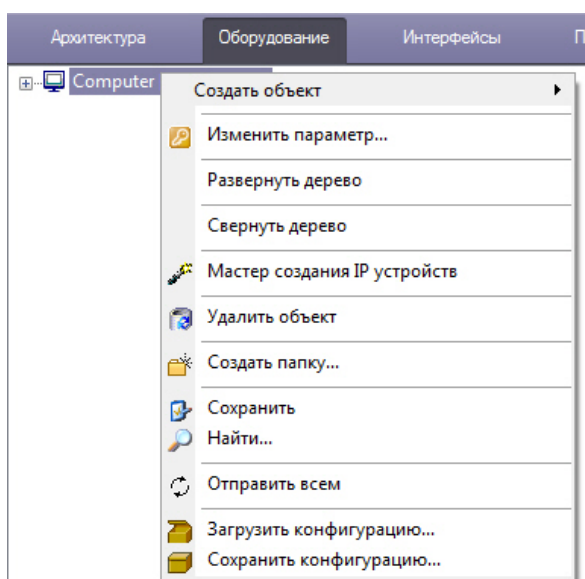 Архитектура Оборудование Интерфейсы П
Computer
Создать объект
Изменить параметр...
Развернуть дерево
Свернуть дерево
Мастер создания IP устройств
Удалить объект
Создать папку...
Сохранить
Найти...
Отправить всем
Загрузить конфигурацию...
Сохранить конфигурацию...